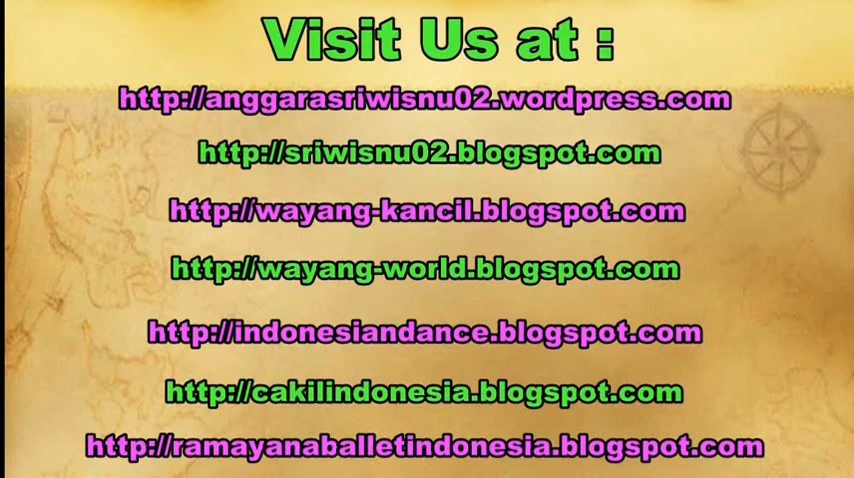 Visit Us at :
http://anggarasriwisnu02.wordpress.com
http://sriwisnu02.blogspot.com
http://wayang-kancil.blogspot.com
http://wayang-world.blogspot.com
http://indonesiandance.blogspot.com
http://cakilindonesia.blogspot.com
http://ramayanaballetindonesia.blogspot.com